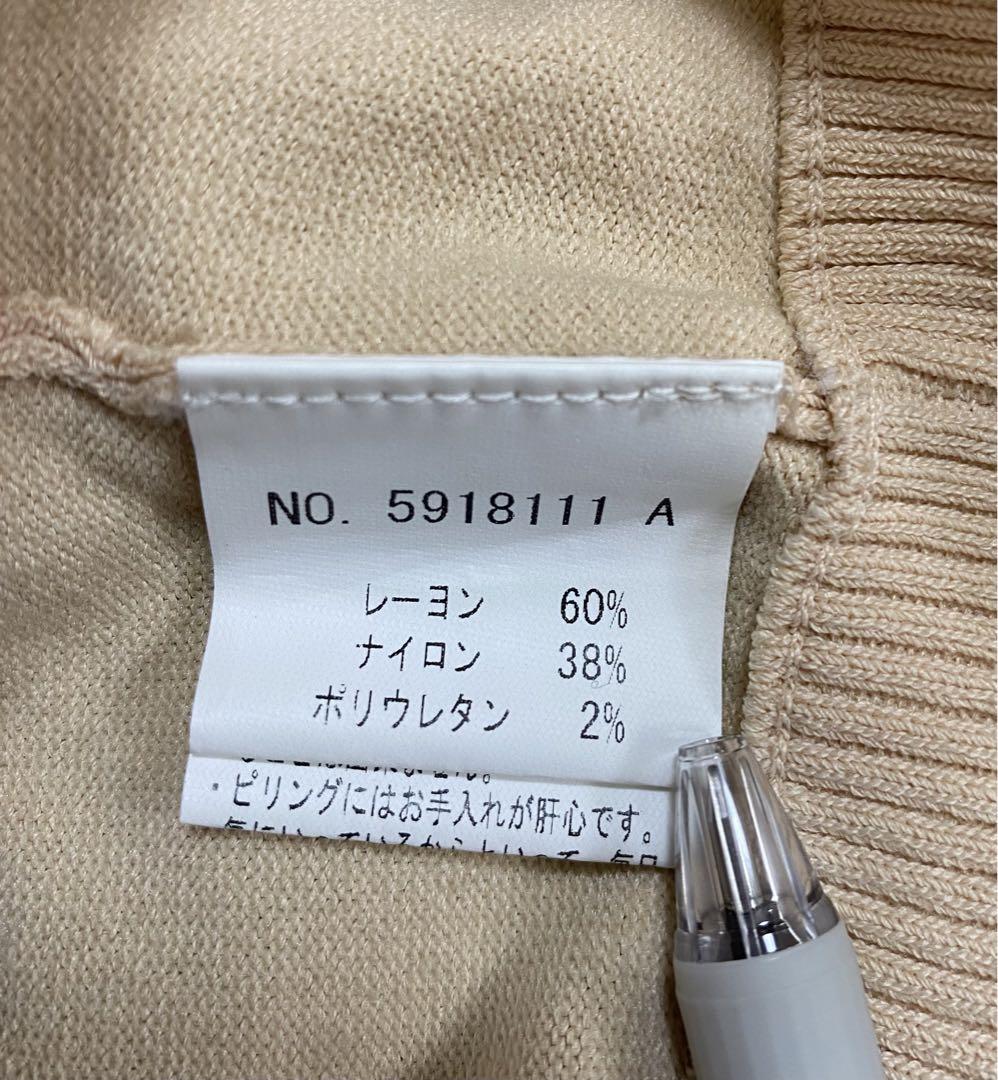 NO. 5918111 A
レーヨン 60%
ナイロン 38%
ポリウレタン 2%
・ピリングにはお手入れが肝心です。